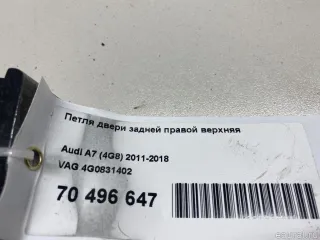 Петля двери задней правой верхняя
Audi A7 (4G8) 2011-2018
VAG 4G0831402
70 496 647